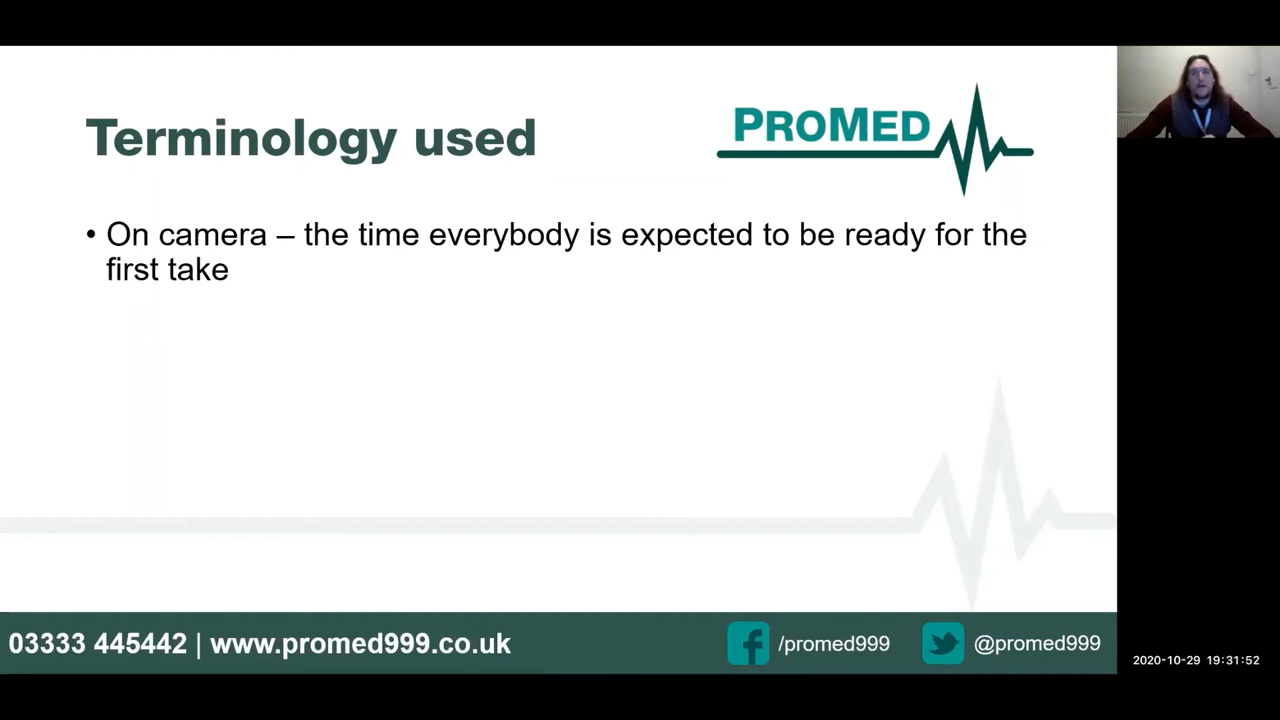 Terminology used
PROMED
• On camera – the time everybody is expected to be ready for the
first take
03333 445442 | www.promed999.co.uk
/promed999
@promed999
2020-10-29 19:31:52